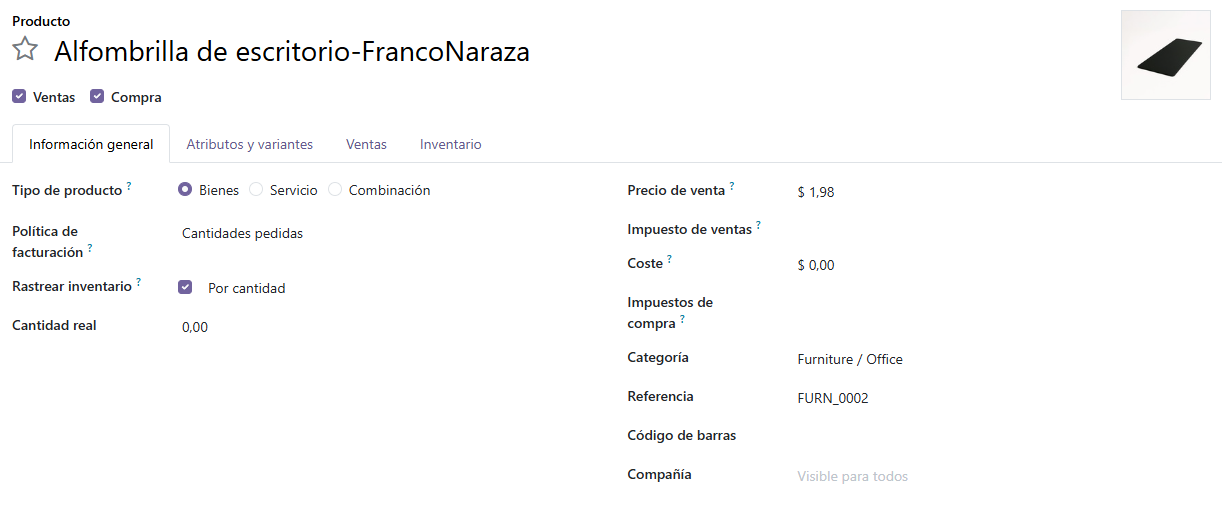 Producto
Alfombrilla de escritorio-FrancoNaraza
Ventas Compra
Información general Atributos y variantes Ventas Inventario
Tipo de producto ? Bienes Servicio Combinación
Política de
facturación ? Cantidades pedidas
Rastrear inventario ? Por cantidad
Cantidad real 0,00
Precio de venta ? $ 1,98
Impuesto de ventas ?
Coste ? $ 0,00
Impuestos de
compra ?
Categoría Furniture / Office
Referencia FURN_0002
Código de barras
Compañía Visible para todos